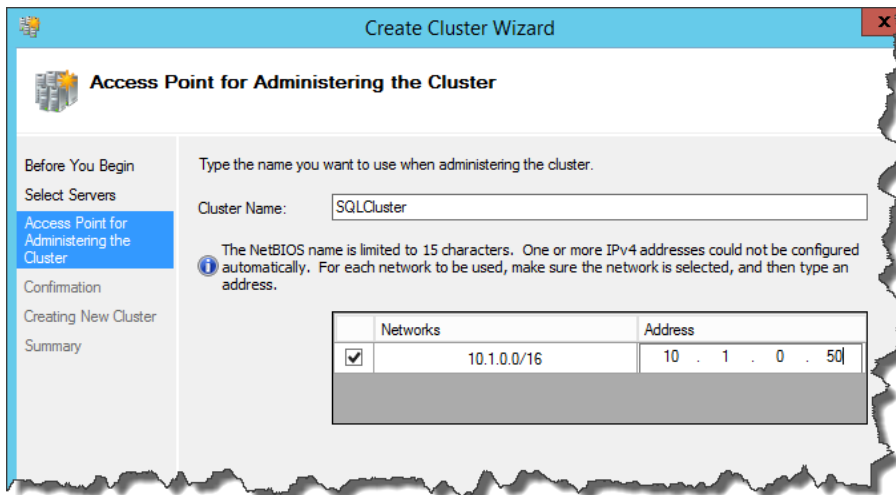 Create Cluster Wizard
x
Access Point for Administering the Cluster
Before You Begin
Select Servers
Access Point for
Administering the
Cluster
Confirmation
Creating New Cluster
Summary
Type the name you want to use when administering the cluster.
Cluster Name: SQLCluster
The NetBIOS name is limited to 15 characters. One or more IPv4 addresses could not be configured
automatically. For each network to be used, make sure the network is selected, and then type an
address.
Networks Address
10.1.0.0/16 10 . 1 . 0 . 50